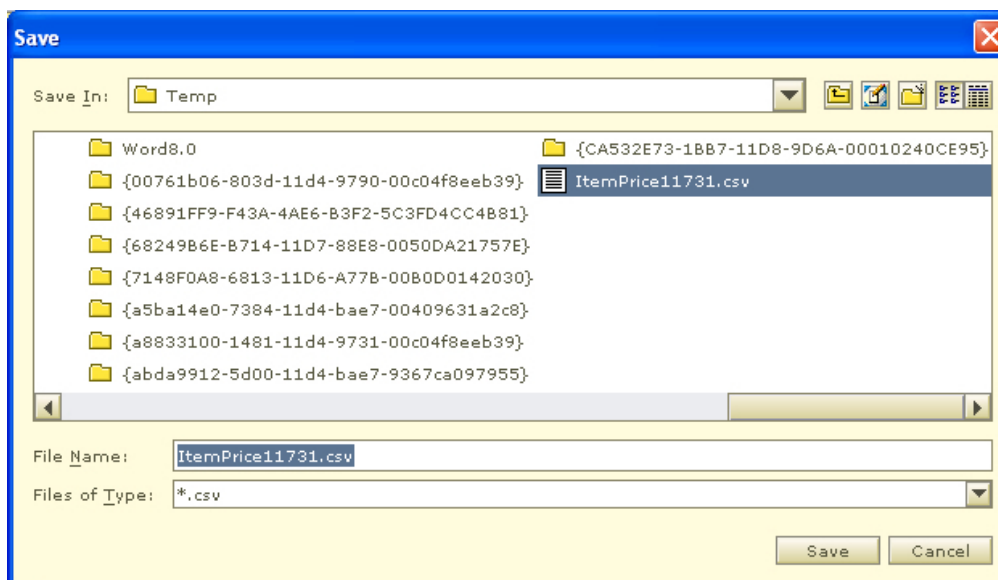 Save
Save In: Temp
Word8.0
{00761b06-803d-11d4-9790-00c04f8eeb39}
{46891FF9-F43A-4AE6-B3F2-5C3FD4CC4B81}
{68249B6E-B714-11D7-88E8-0050DA21757E}
{7148F0A8-6813-11D6-A77B-00B0D0142030}
{a5ba14e0-7384-11d4-bae7-00409631a2c8}
{a8833100-1481-11d4-9731-00c04f8eeb39}
{abda9912-5d00-11d4-bae7-9367ca097955}
{CA532E73-1BB7-11D8-9D6A-00010240CE95}
ItemPrice11731.csv
File Name: ItemPrice11731.csv
Files of Type: *.csv
Save Cancel